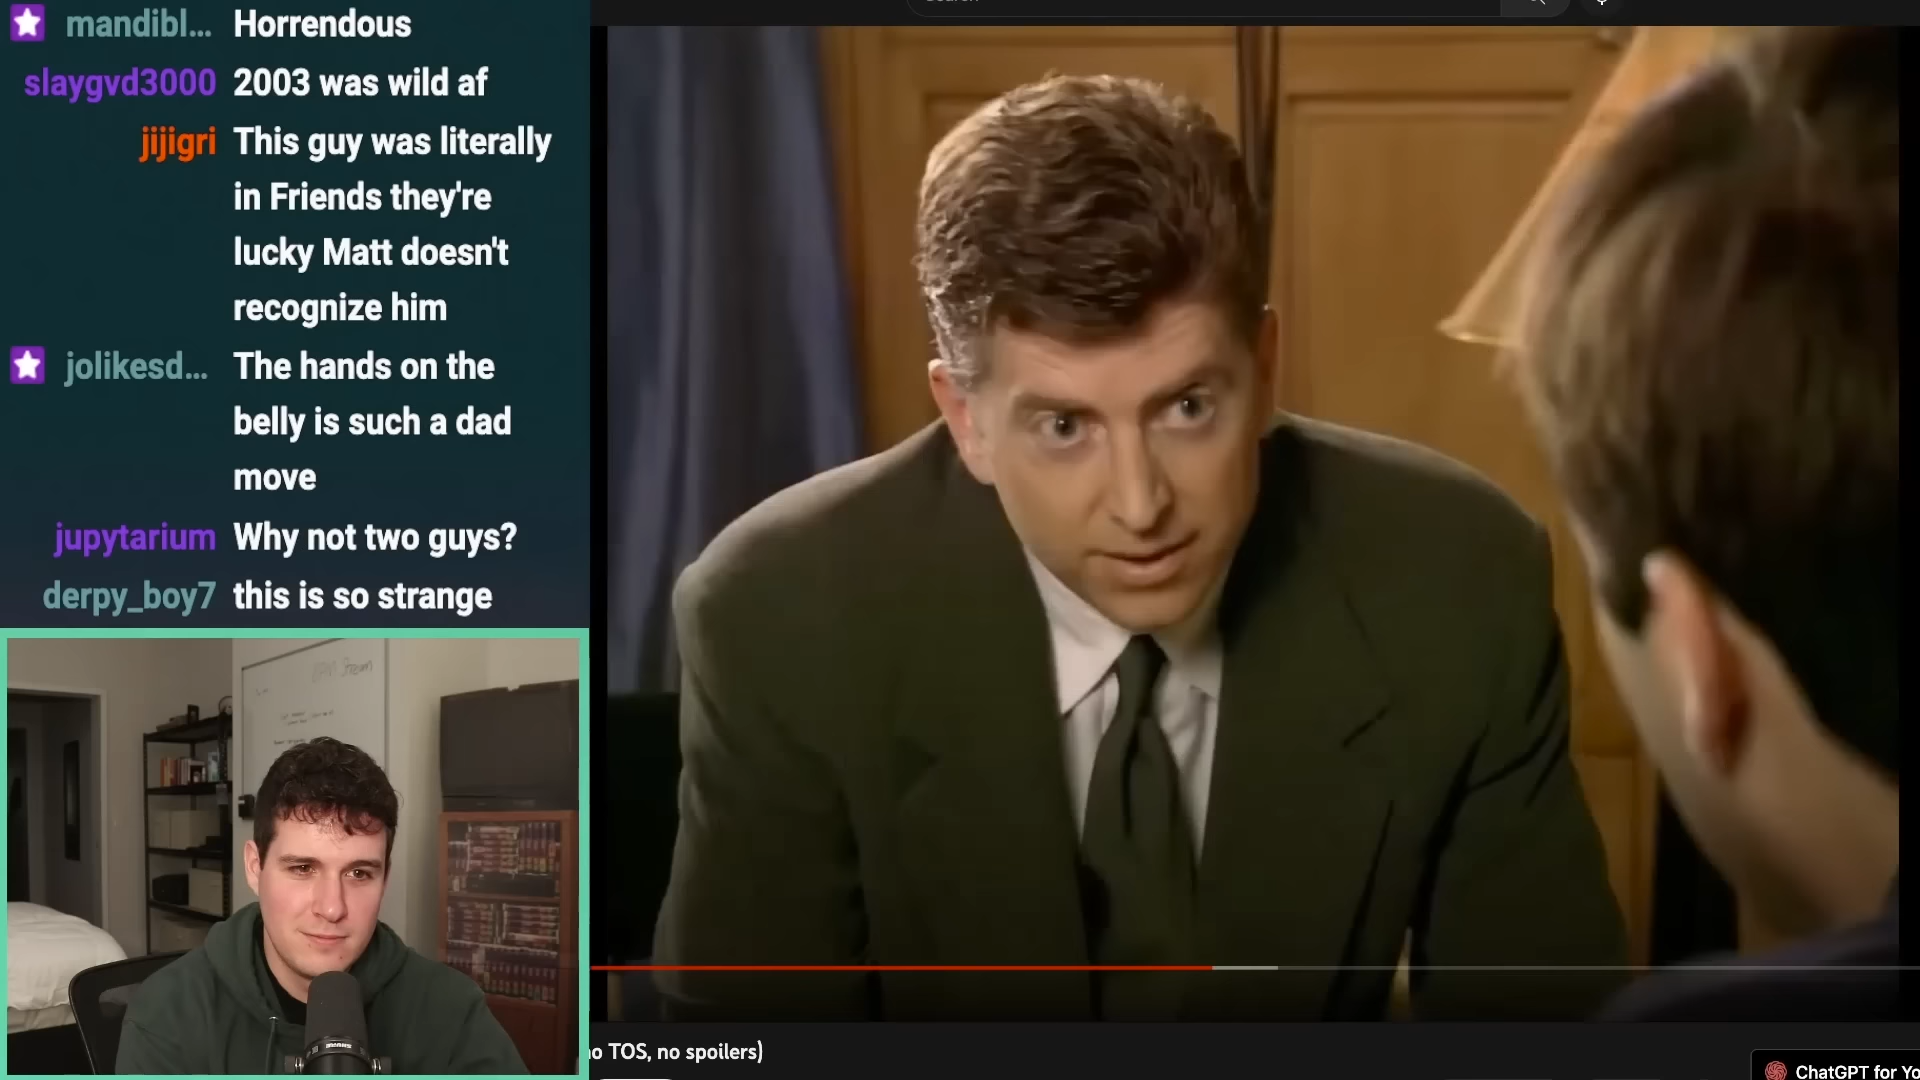 Search
mandibl... Horrendous
slaygvd3000 2003 was wild af
jijigri This guy was literally
in Friends they're
lucky Matt doesn't
recognize him
jolikesd... The hands on the
belly is such a dad
move
jupytarium Why not two guys?
derpy_boy7 this is so strange
o TOS, no spoilers)
ChatGPT for Yo